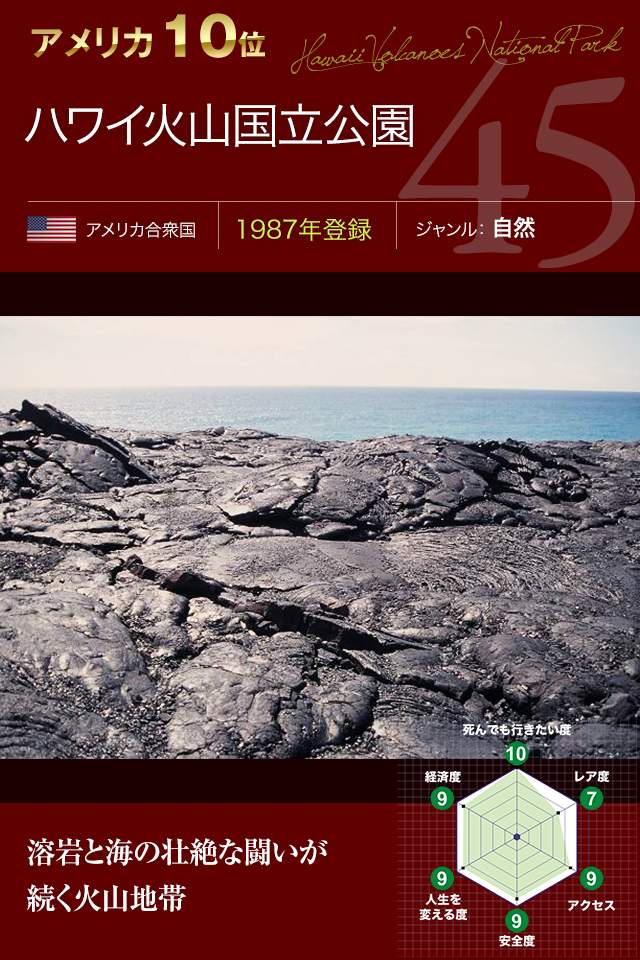 アメリカ 10位
Hawaii Volcanoes National Park
45
ハワイ火山国立公園
アメリカ合衆国 1987年登録 ジャンル: 自然
死んでも行きたい度
10
経済度 レア度
9 7
9 9
人生を
変える度
アクセス
9
安全度
溶岩と海の壮絶な闘いが
続く火山地帯